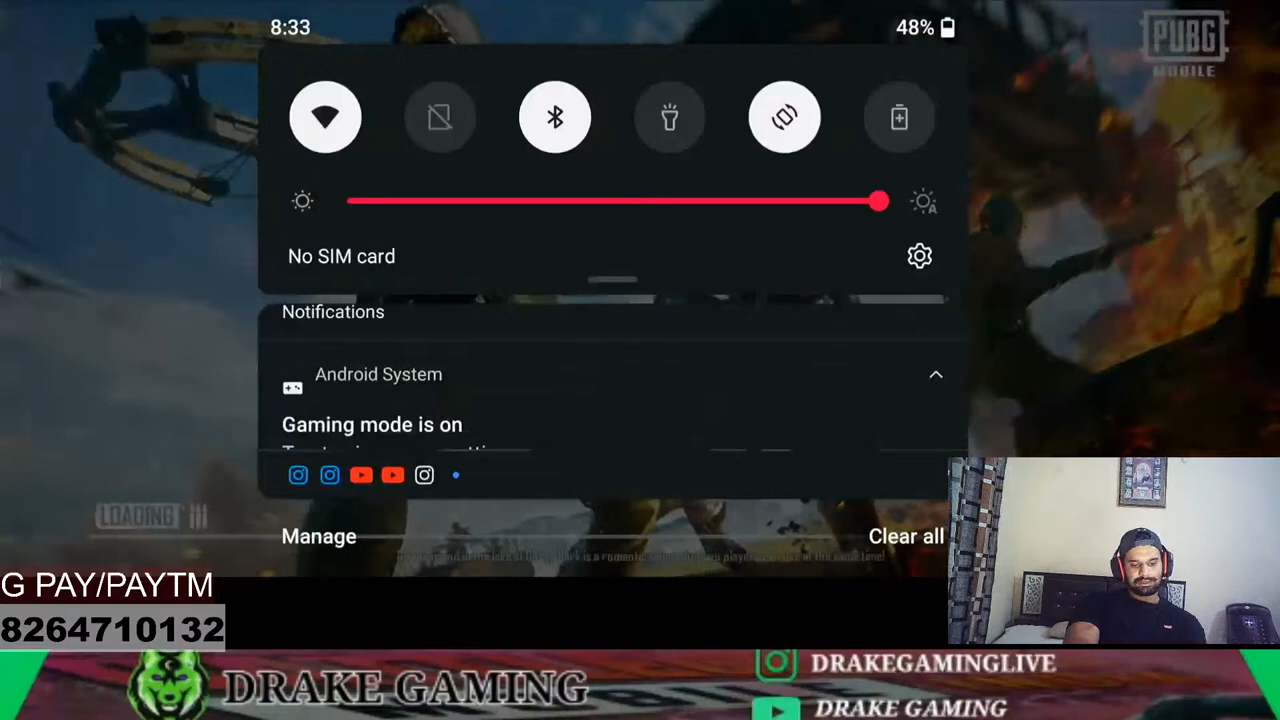 8:33
48%
PUBG
MOBILE
No SIM card
Notifications
Android System
Gaming mode is on
LOADING
Manage
Clear all
G PAY/PAYTM
8264710132
DRAKE GAMING
DRAKEGAMINGLIVE
DRAKE GAMING